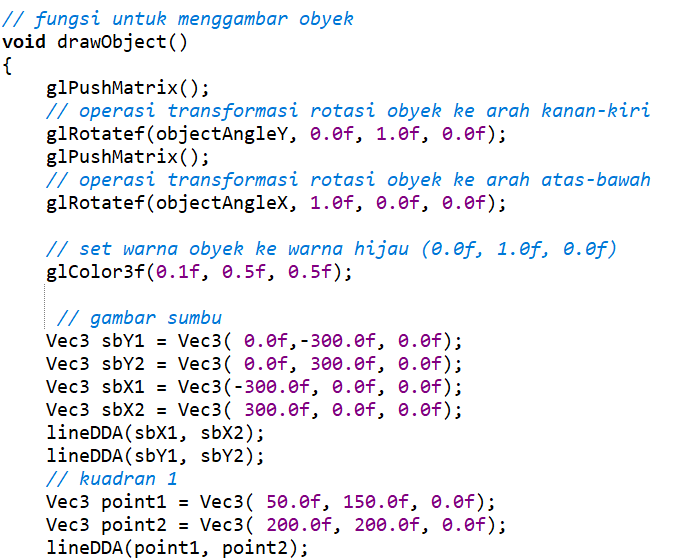 // fungsi untuk menggambar obyek
void drawObject()
{
glPushMatrix();
// operasi transformasi rotasi obyek ke arah kanan-kiri
glRotatef(objectAngleY, 0.0f, 1.0f, 0.0f);
glPushMatrix();
// operasi transformasi rotasi obyek ke arah atas-bawah
glRotatef(objectAngleX, 1.0f, 0.0f, 0.0f);
// set warna obyek ke warna hijau (0.0f, 1.0f, 0.0f)
glColor3f(0.1f, 0.5f, 0.5f);
// gambar sumbu
Vec3 sbY1 = Vec3( 0.0f,-300.0f, 0.0f);
Vec3 sbY2 = Vec3( 0.0f, 300.0f, 0.0f);
Vec3 sbX1 = Vec3(-300.0f, 0.0f, 0.0f);
Vec3 sbX2 = Vec3( 300.0f, 0.0f, 0.0f);
lineDDA(sbX1, sbX2);
lineDDA(sbY1, sbY2);
// kuadran 1
Vec3 point1 = Vec3( 50.0f, 150.0f, 0.0f);
Vec3 point2 = Vec3( 200.0f, 200.0f, 0.0f);
lineDDA(point1, point2);